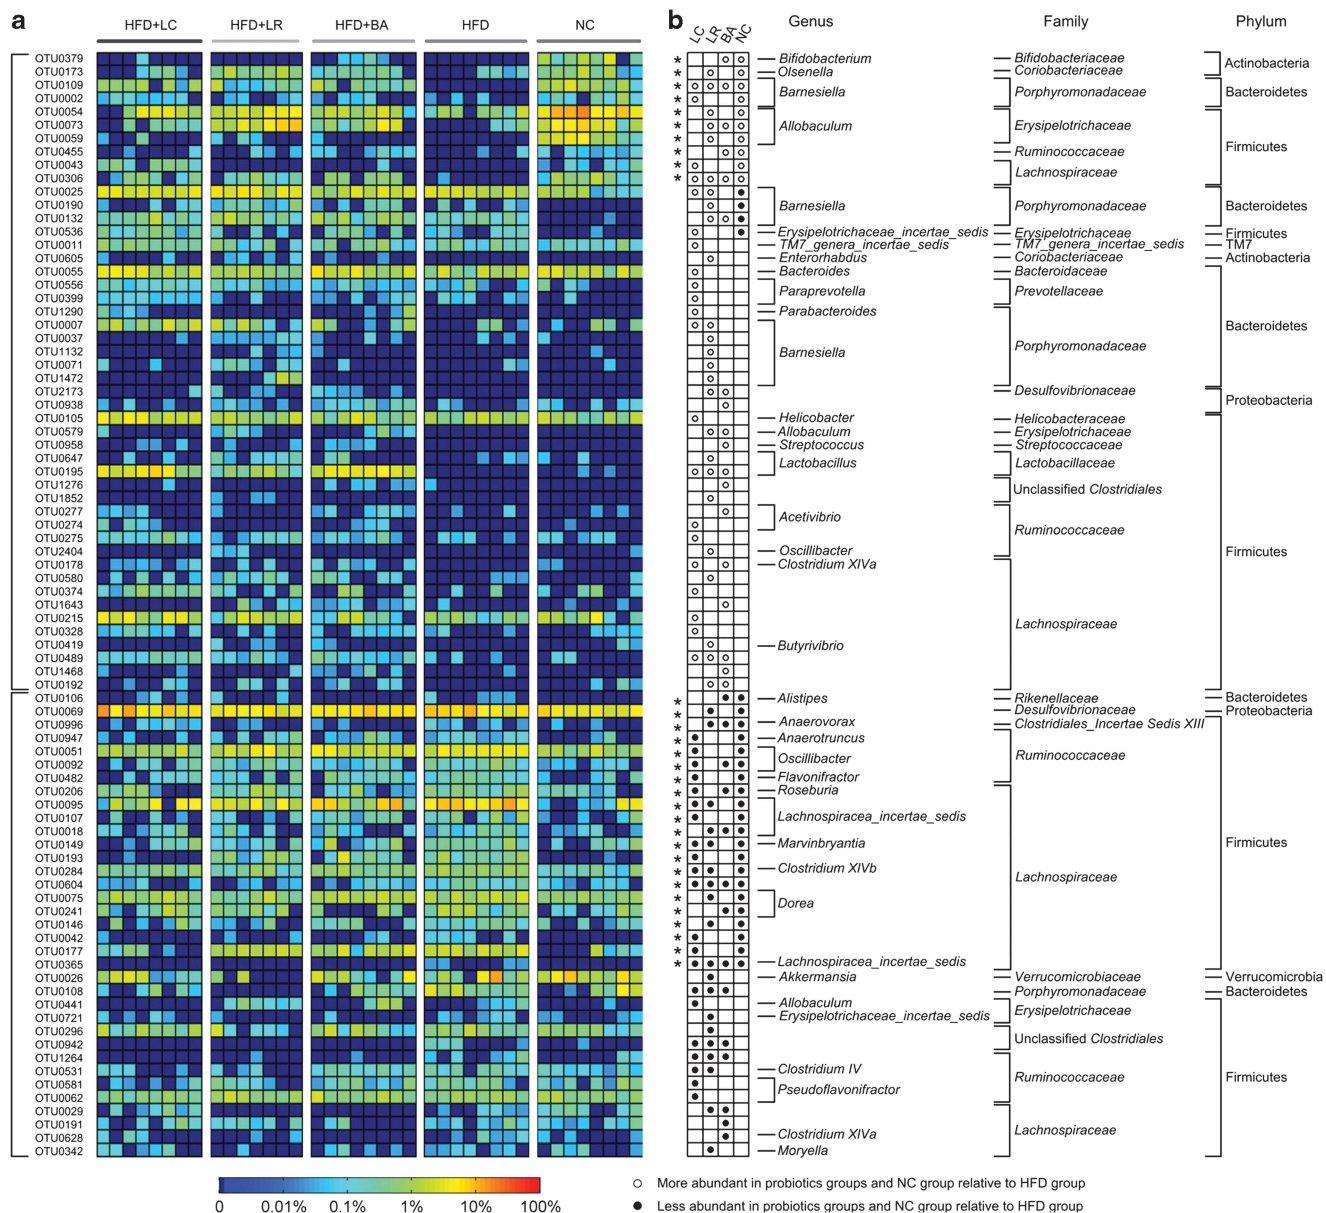 a
HFD+LC HFD+LR HFD+BA HFD NC
OTU0379
OTU0173
OTU0109
OTU0002
OTU0054
OTU0073
OTU0059
OTU0455
OTU0043
OTU0306
OTU0025
OTU0190
OTU0132
OTU0536
OTU0011
OTU0605
OTU0055
OTU0556
OTU0399
OTU1290
OTU0007
OTU0037
OTU1132
OTU0071
OTU1472
OTU2173
OTU0938
OTU0105
OTU0579
OTU0958
OTU0647
OTU0195
OTU1276
OTU1852
OTU0277
OTU0274
OTU0275
OTU2404
OTU0178
OTU0580
OTU0374
OTU1643
OTU0215
OTU0328
OTU0419
OTU0489
OTU1468
OTU0192
OTU0106
OTU0069
OTU0996
OTU0947
OTU0051
OTU0092
OTU0482
OTU0206
OTU0095
OTU0107
OTU0018
OTU0149
OTU0193
OTU0284
OTU0604
OTU0075
OTU0241
OTU0146
OTU0042
OTU0177
OTU0365
OTU0026
OTU0108
OTU0441
OTU0721
OTU0296
OTU0942
OTU1264
OTU0531
OTU0581
OTU0062
OTU0029
OTU0191
OTU0628
OTU0342
0 0.01% 0.1% 1% 10% 100%
b
LC LR BA NC
Genus
Bifidobacterium
Olsenella
Barnesiella
Allobaculum
Barnesiella
Erysipelotrichaceae_incertae_sedis
TM7_genera_incertae_sedis
Enterorhabdus
Bacteroides
Paraprevotella
Parabacteroides
Barnesiella
Helicobacter
Allobaculum
Streptococcus
Lactobacillus
Acetivibrio
Oscillibacter
Clostridium XIVa
Butyrivibrio
Alistipes
Anaerovorax
Anaerotruncus
Oscillibacter
Flavonifractor
Roseburia
Lachnospiracea_incertae_sedis
Marvinbryantia
Clostridium XIVb
Dorea
Lachnospiracea_incertae_sedis
Akkermansia
Allobaculum
Erysipelotrichaceae_incertae_sedis
Clostridium IV
Pseudoflavonifractor
Clostridium XIVa
Moryella
Family
Bifidobacteriaceae
Coriobacteriaceae
Porphyromonadaceae
Erysipelotrichaceae
Ruminococcaceae
Lachnospiraceae
Porphyromonadaceae
Erysipelotrichaceae
TM7_genera_incertae_sedis
Coriobacteriaceae
Bacteroidaceae
Prevotellaceae
Porphyromonadaceae
Desulfovibrionaceae
Helicobacteraceae
Erysipelotrichaceae
Streptococcaceae
Lactobacillaceae
Unclassified Clostridiales
Ruminococcaceae
Lachnospiraceae
Rikenellaceae
Desulfovibrionaceae
Clostridiales_Incertae Sedis XIII
Ruminococcaceae
Lachnospiraceae
Verrucomicrobiaceae
Porphyromonadaceae
Erysipelotrichaceae
Unclassified Clostridiales
Ruminococcaceae
Lachnospiraceae
Phylum
Actinobacteria
Bacteroidetes
Firmicutes
Bacteroidetes
Firmicutes
TM7
Actinobacteria
Bacteroidetes
Proteobacteria
Firmicutes
Bacteroidetes
Proteobacteria
Firmicutes
Verrucomicrobia
Bacteroidetes
Firmicutes
More abundant in probiotics groups and NC group relative to HFD group
Less abundant in probiotics groups and NC group relative to HFD group